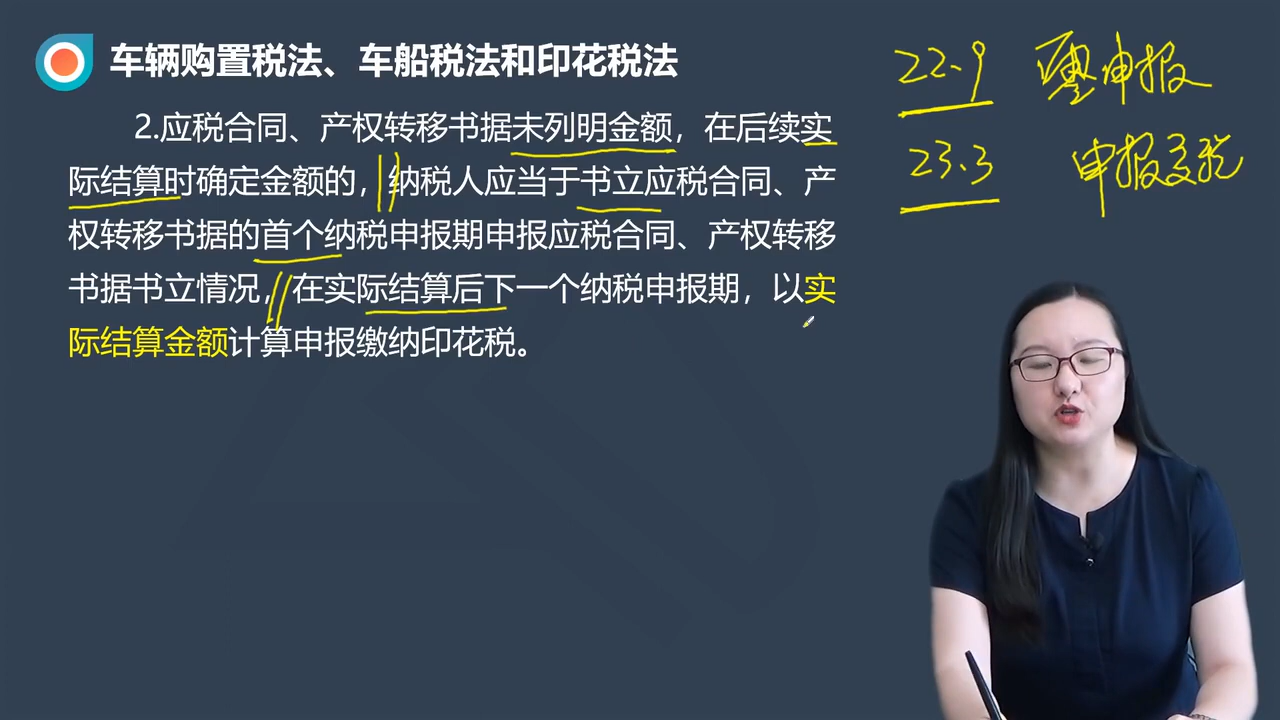 车辆购置税法、车船税法和印花税法
2.应税合同、产权转移书据未列明金额，在后续实
际结算时确定金额的，纳税人应当于书立应税合同、产
权转移书据的首个纳税申报期申报应税合同、产权转移
书据书立情况，在实际结算后下一个纳税申报期，以实
际结算金额计算申报缴纳印花税。
22.9 零申报
23.3 申报交税